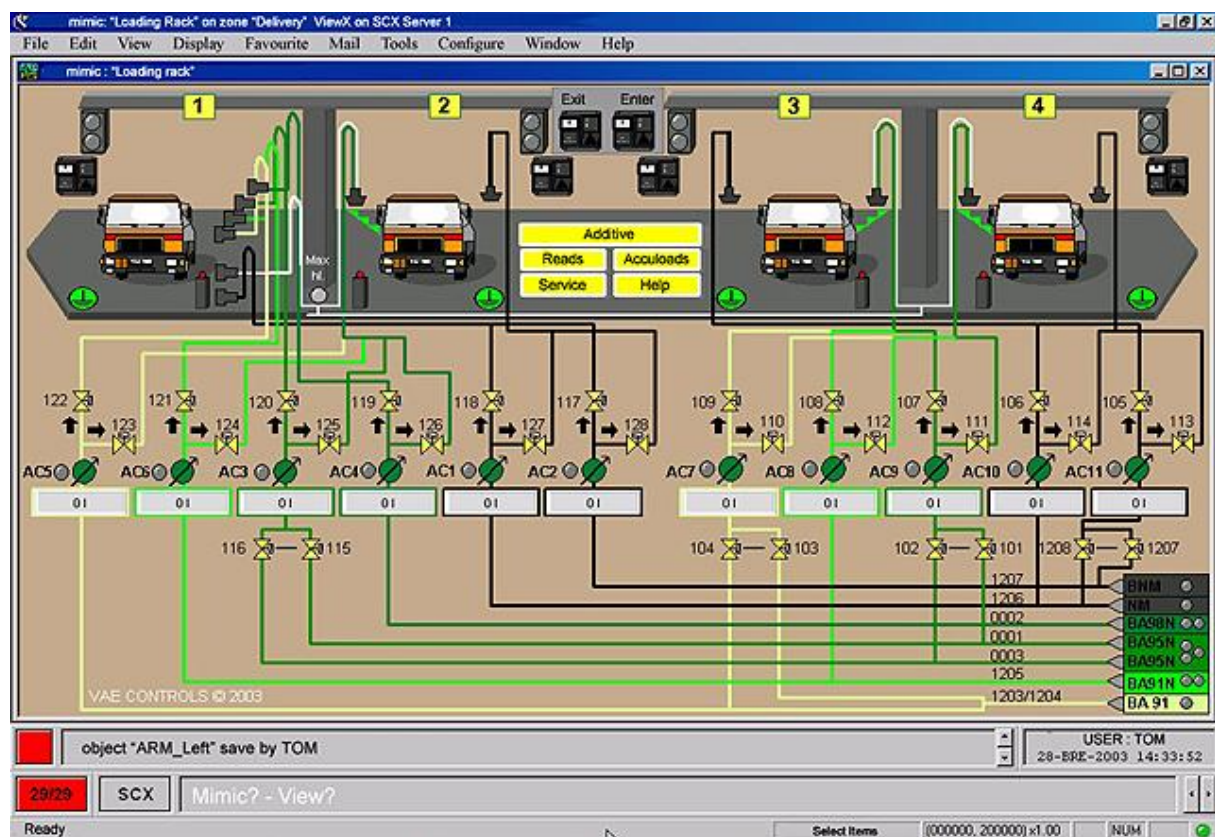 mimic: "Loading Rack" on zone "Delivery" ViewX on SCX Server 1
File Edit View Display Favourite Mail Tools Configure Window Help
mimic : "Loading rack"
1 2 Exit Enter 3 4
Additive
Reads Acculoads
Service Help
Max
hl.
122 121 120 119 118 117 109 108 107 106 105
123 124 125 126 127 128 110 112 111 114 113
AC5 AC6 AC3 AC4 AC1 AC2 AC7 AC8 AC9 AC10 AC11
01 01 01 01 01 01 01 01 01 01 01
116 115 104 103 102 101 1208 1207
1207 BNM
1206 NM
0002 BA98N
0001 BA95N
0003 BA95N
1205 BA91N
1203/1204 BA 91
VAE CONTROLS © 2003
object "ARM_Left" save by TOM
USER : TOM
28-BRE-2003 14:33:52
29/29 SCX Mimic? - View?
Ready Select Items (000000, 200000) x1.00 NUM